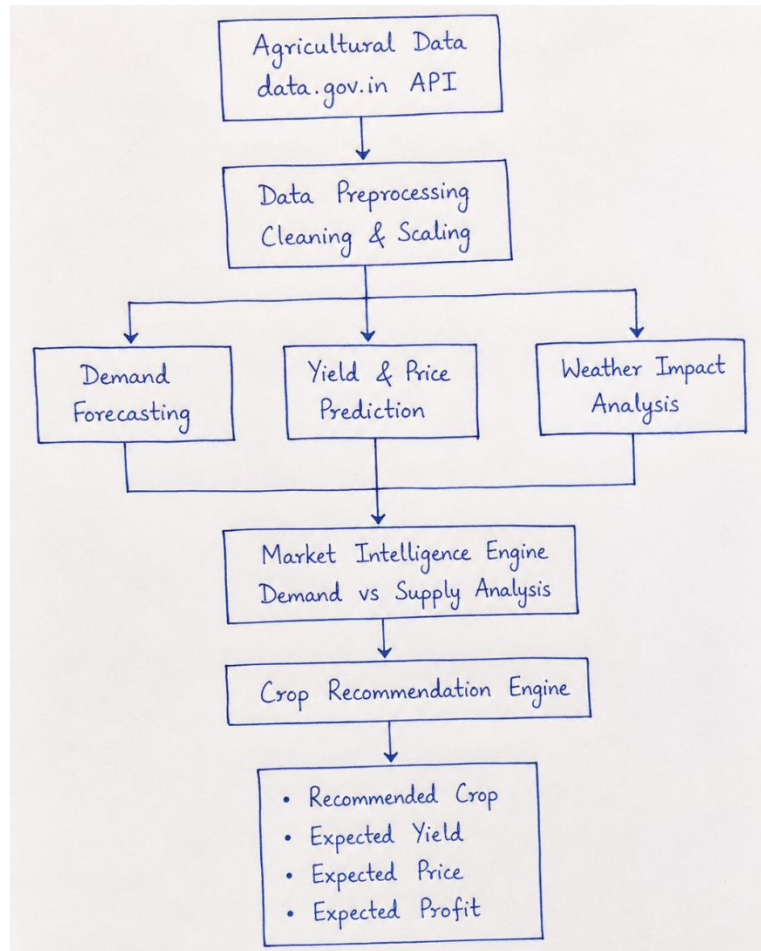 Agricultural Data
data.gov.in API
Data Preprocessing
Cleaning & Scaling
Demand
Forecasting
Yield & Price
Prediction
Weather Impact
Analysis
Market Intelligence Engine
Demand vs Supply Analysis
Crop Recommendation Engine
• Recommended Crop
• Expected Yield
• Expected Price
• Expected Profit